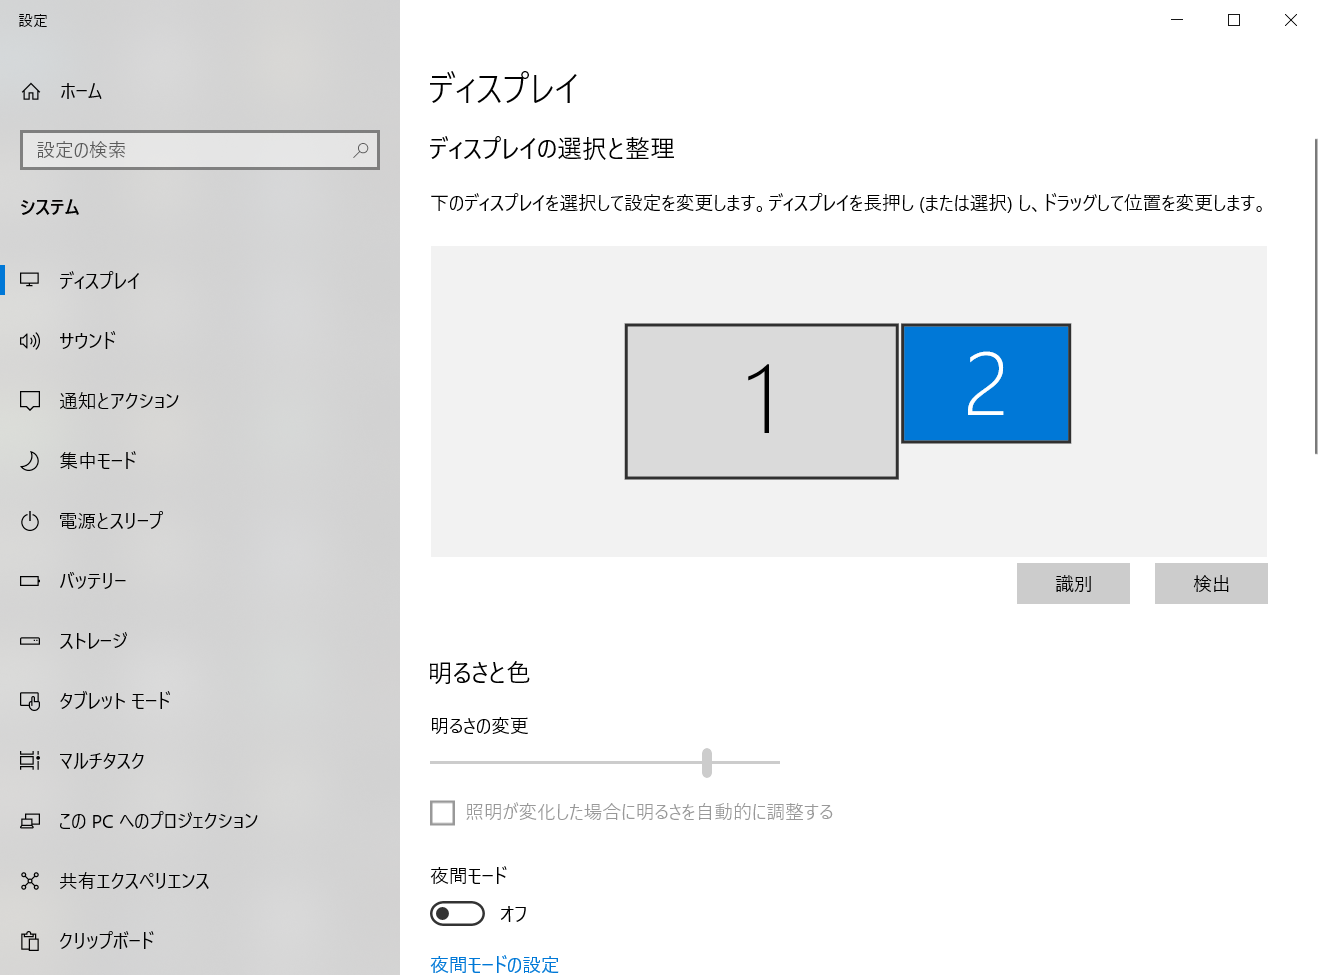 設定
ホーム
設定の検索
システム
ディスプレイ
サウンド
通知とアクション
集中モード
電源とスリープ
バッテリー
ストレージ
タブレット モード
マルチタスク
この PC へのプロジェクション
共有エクスペリエンス
クリップボード
ディスプレイ
ディスプレイの選択と整理
下のディスプレイを選択して設定を変更します。ディスプレイを長押し (または選択) し、ドラッグして位置を変更します。
1
2
識別
検出
明るさと色
明るさの変更
照明が変化した場合に明るさを自動的に調整する
夜間モード
オフ
夜間モードの設定